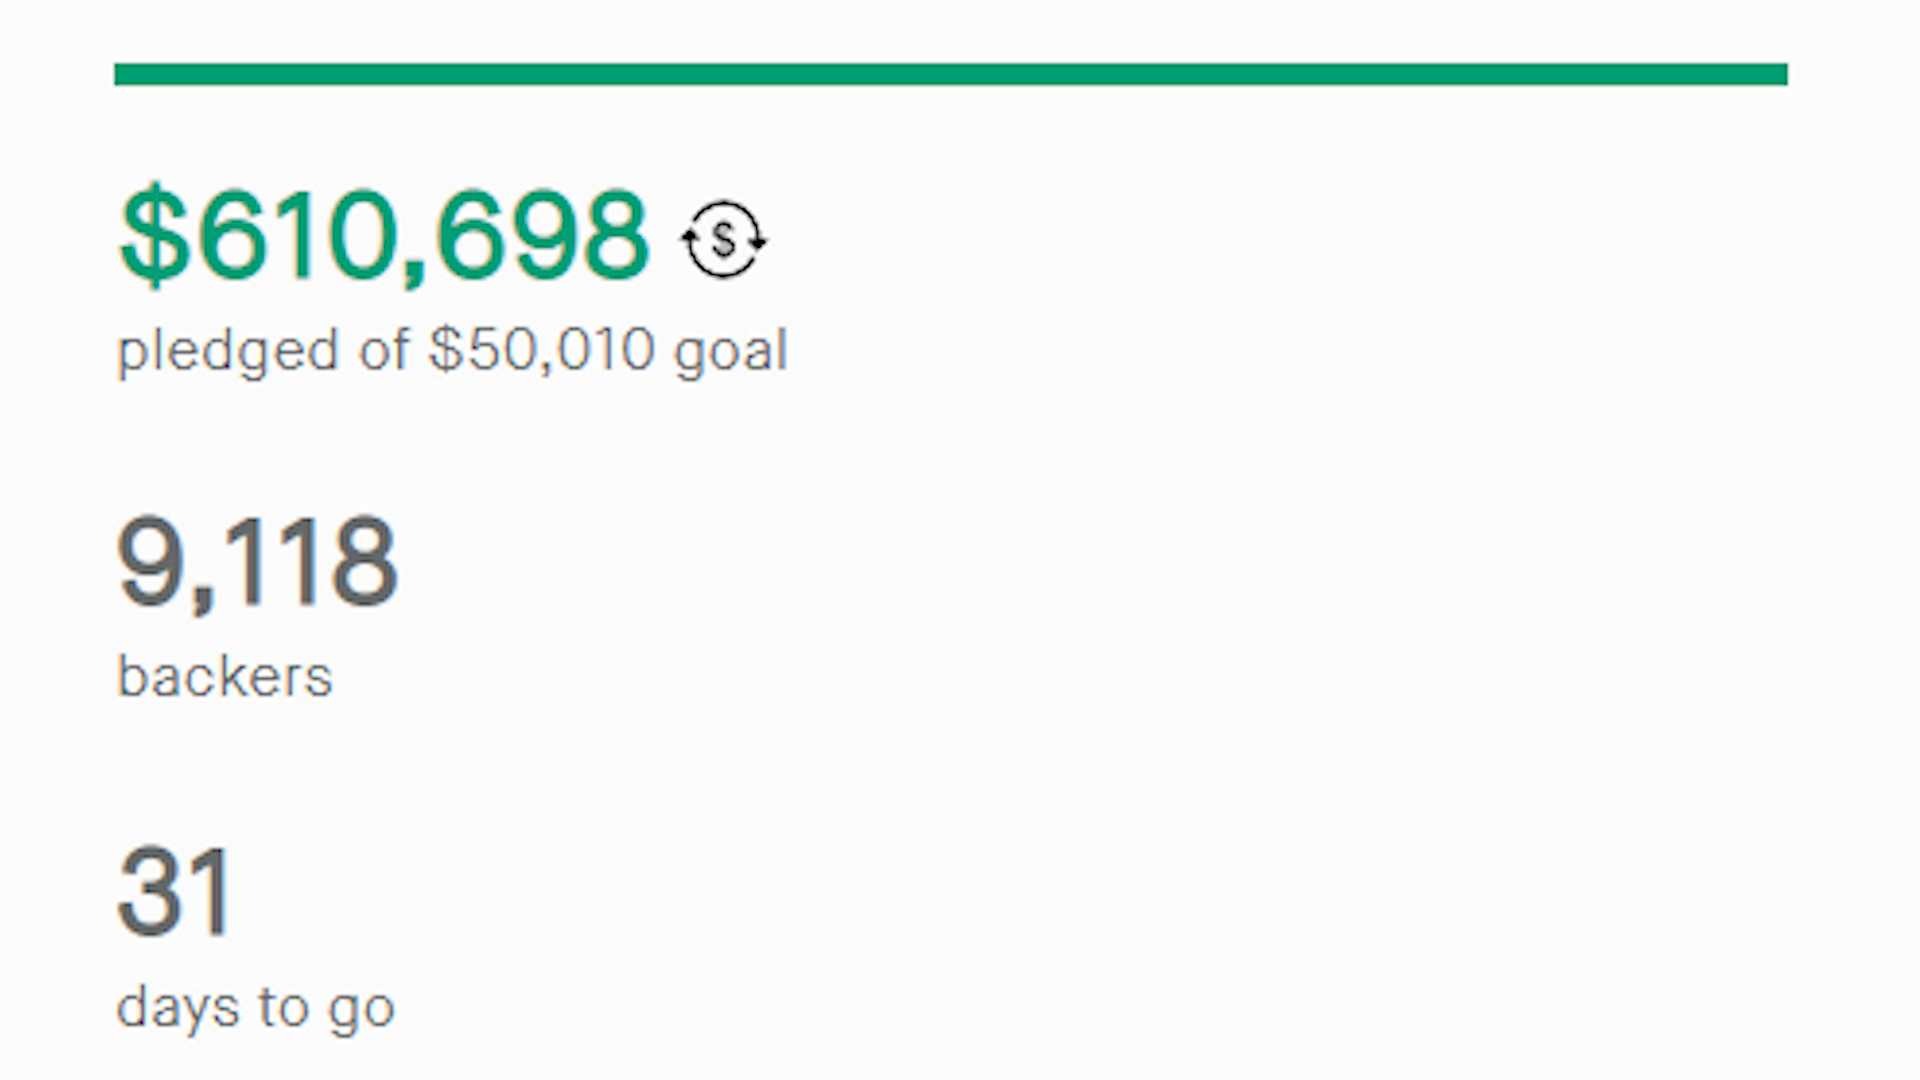 $610,698
pledged of $50,010 goal
9,118
backers
31
days to go